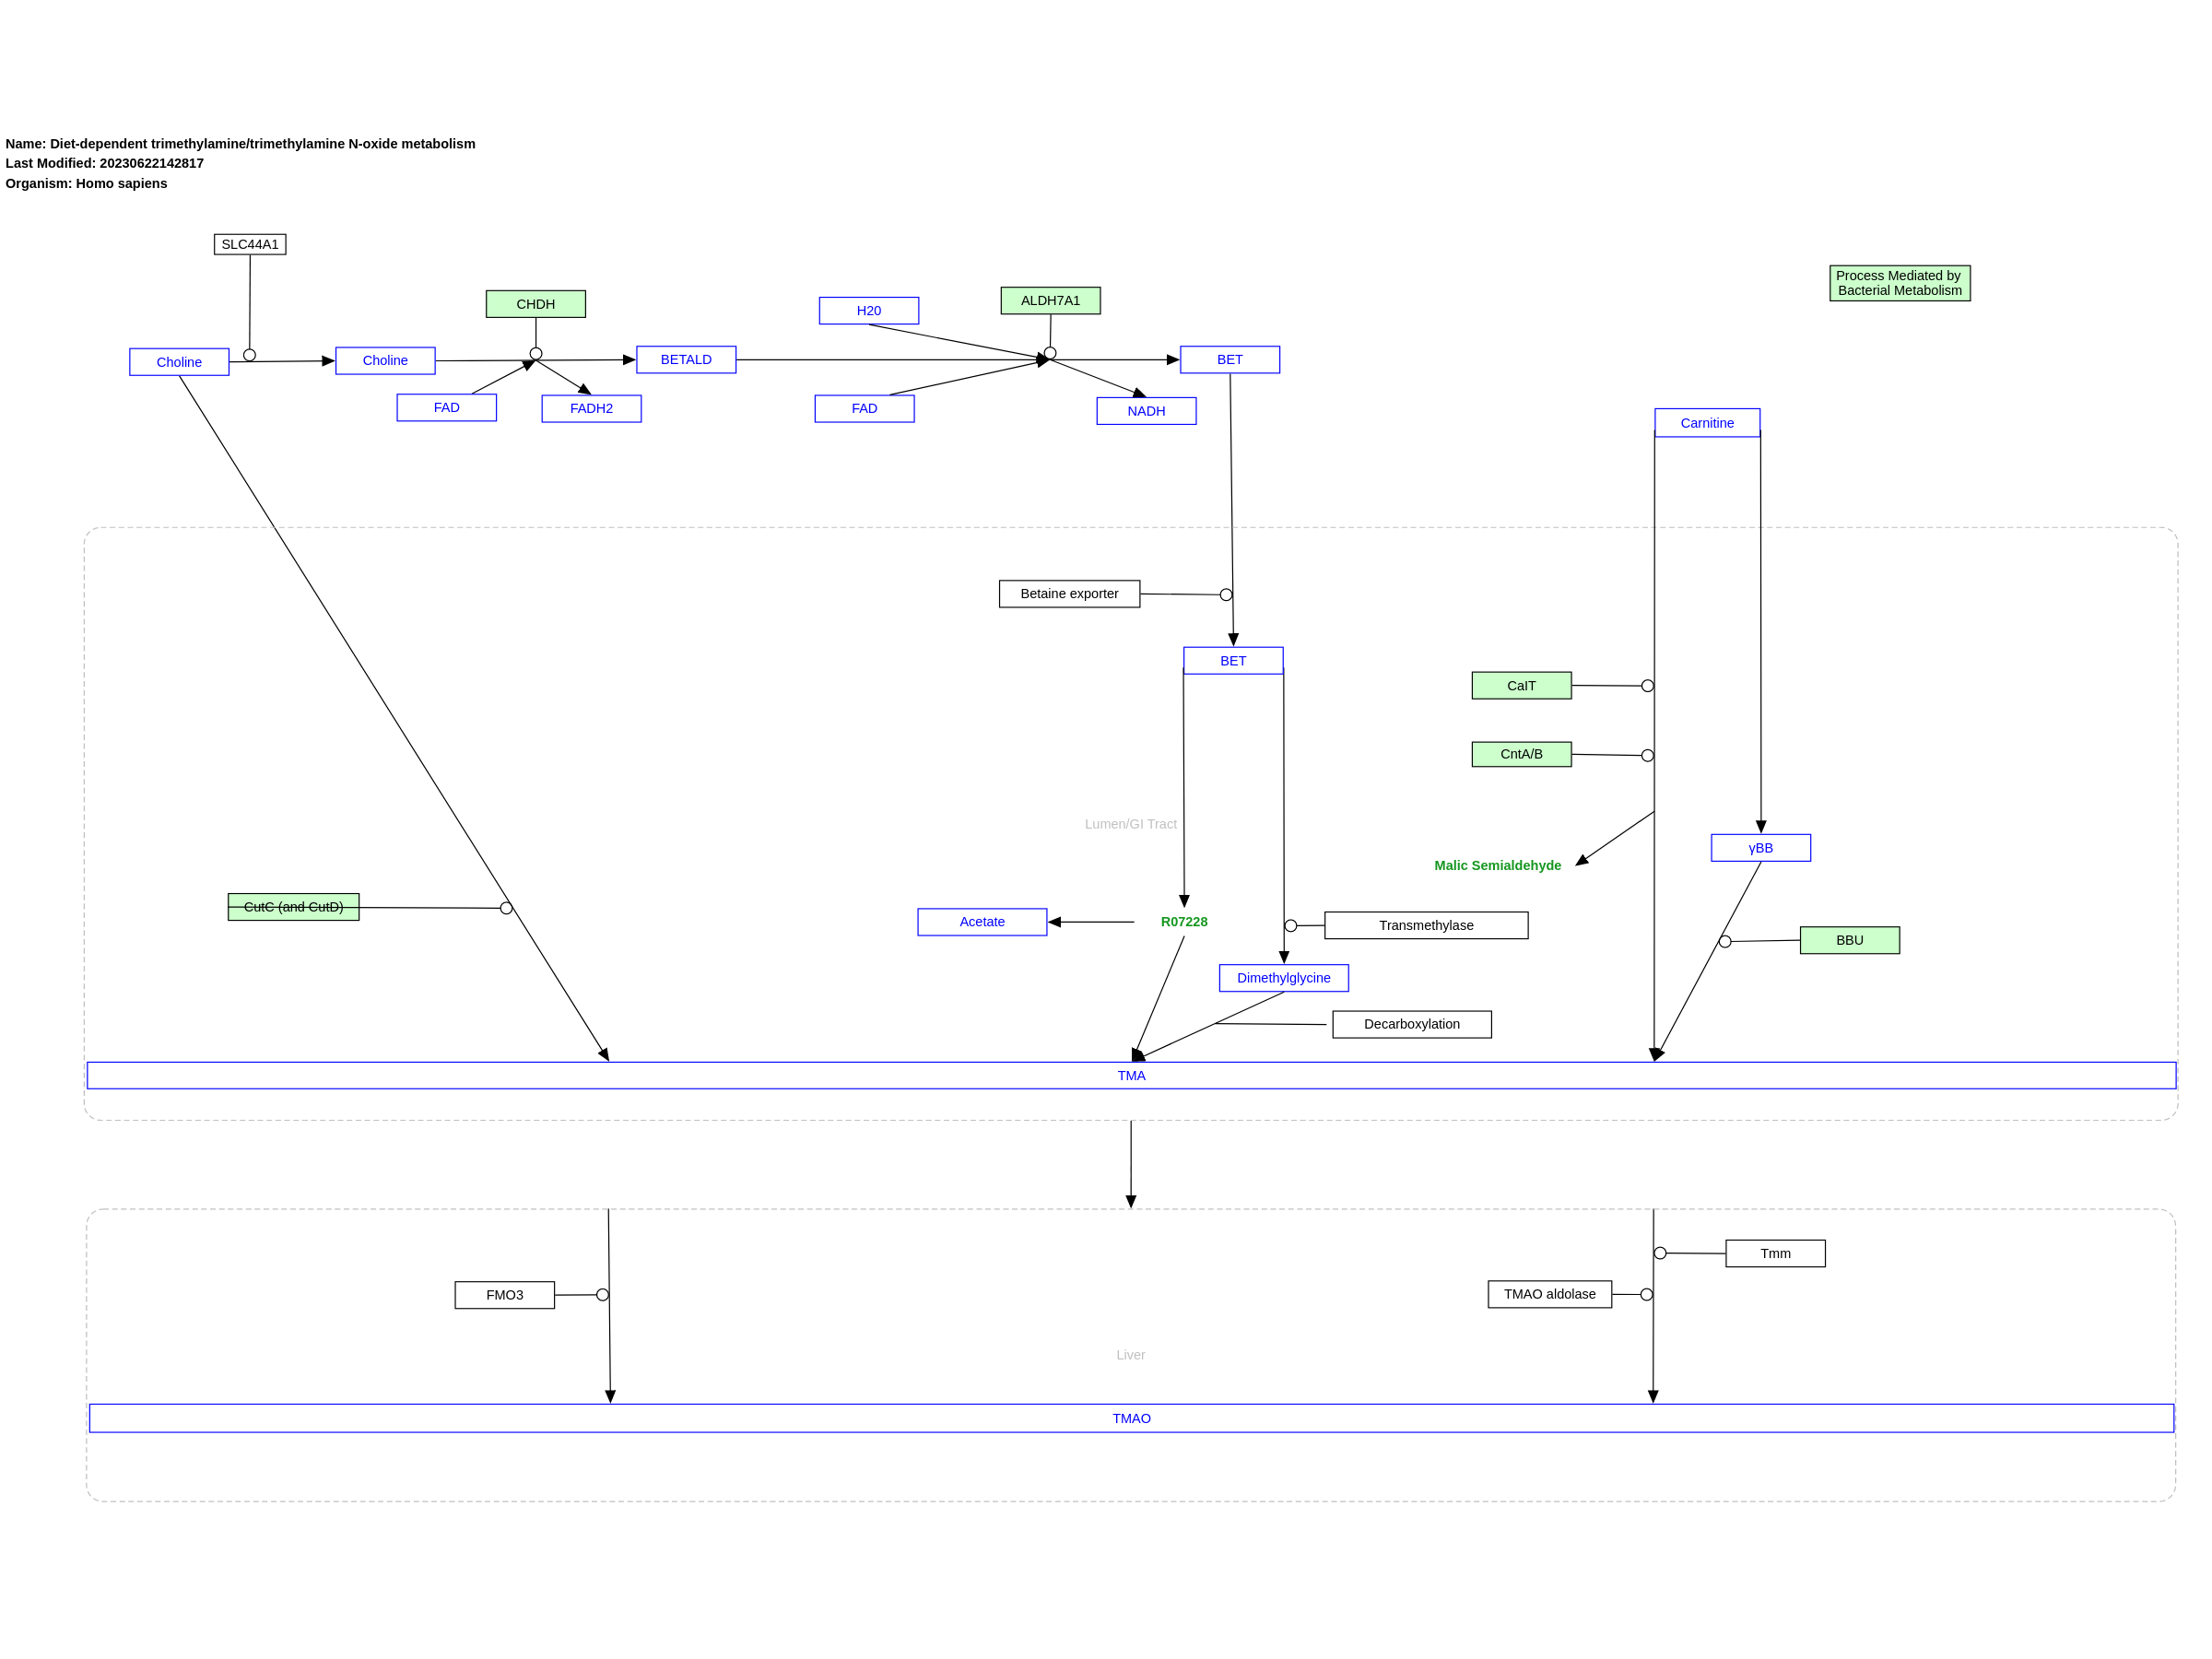 Name: Diet-dependent trimethylamine/trimethylamine N-oxide metabolism
Last Modified: 20230622142817
Organism: Homo sapiens
SLC44A1
Process Mediated by
Bacterial Metabolism
CHDH
H20
ALDH7A1
Choline
Choline
BETALD
BET
FAD
FADH2
FAD
NADH
Carnitine
Betaine exporter
BET
CaIT
CntA/B
Lumen/GI Tract
γBB
Malic Semialdehyde
CutC (and CutD)
Acetate
R07228
Transmethylase
BBU
Dimethylglycine
Decarboxylation
TMA
Tmm
FMO3
TMAO aldolase
Liver
TMAO